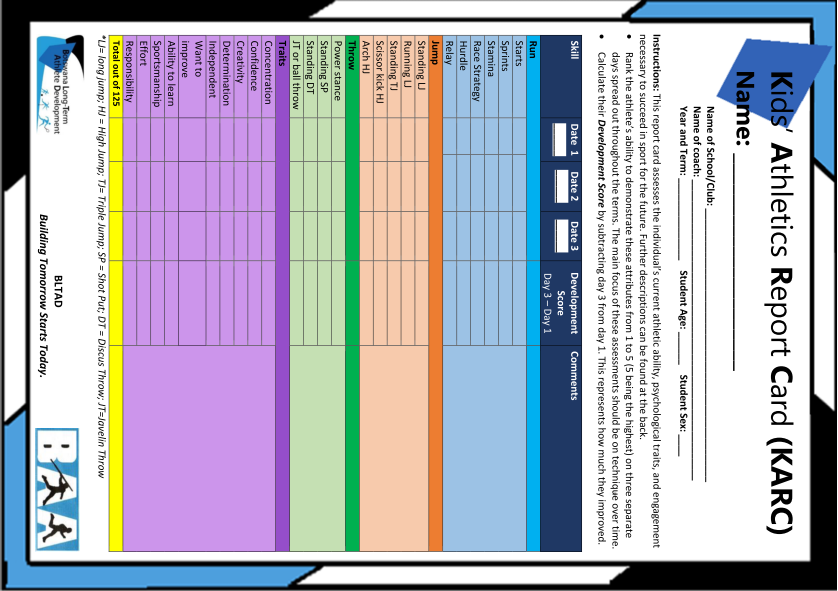 Kids' Athletics Report Card (KARC)
Name: ____________________
Name of School/Club: ____________________
Name of coach: ____________________
Year and Term: __________ Student Age: ______ Student Sex: ____
Instructions: This report card assesses the individual's current athletic ability, psychological traits, and engagement
necessary to succeed in sport for the future. Further descriptions can be found at the back.
• Rank the athlete's ability to demonstrate these attributes from 1 to 5 (5 being the highest) on three separate
days spread out throughout the terms. The main focus of these assessments should be on technique over time.
• Calculate their Development Score by subtracting day 3 from day 1. This represents how much they improved.
Skill Date 1 Date 2 Date 3 Development Score Day 3 – Day 1 Comments
Run
Starts
Sprints
Stamina
Race Strategy
Hurdle
Relay
Jump
Standing LJ
Running LJ
Standing TJ
Scissor kick HJ
Arch HJ
Throw
Power stance
Standing SP
Standing DT
JT or ball throw
Traits
Concentration
Confidence
Creativity
Determination
Independent
Want to
improve
Ability to learn
Sportsmanship
Effort
Responsibility
Total out of 125
*LJ= long Jump; HJ = High Jump; TJ= Triple Jump; SP = Shot Put; DT = Discus Throw; JT=Javelin Throw
Botswana Long-Term
Athlete Development
BLTAD
Building Tomorrow Starts Today.
BAA